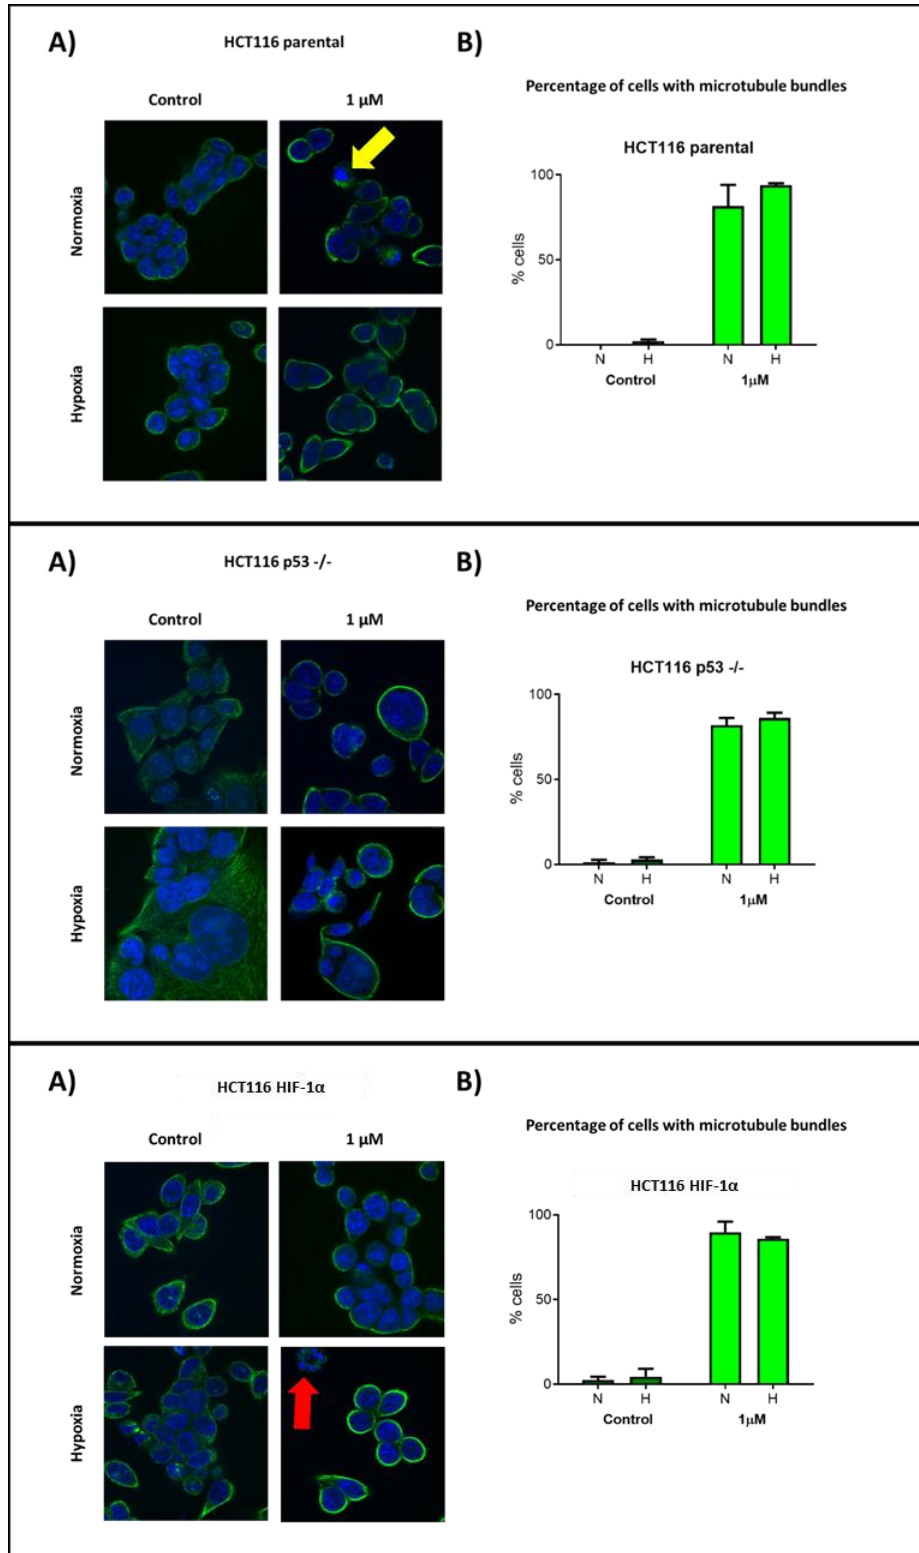 A)
HCT116 parental
Control
1 µM
Normoxia
Hypoxia
B)
Percentage of cells with microtubule bundles
HCT116 parental
% cells
100
50
0
N H N H
Control 1µM
A)
HCT116 p53 -/-
Control
1 µM
Normoxia
Hypoxia
B)
Percentage of cells with microtubule bundles
HCT116 p53 -/-
% cells
100
50
0
N H N H
Control 1µM
A)
HCT116 HIF-1α
Control
1 µM
Normoxia
Hypoxia
B)
Percentage of cells with microtubule bundles
HCT116 HIF-1α
% cells
100
50
0
N H N H
Control 1µM